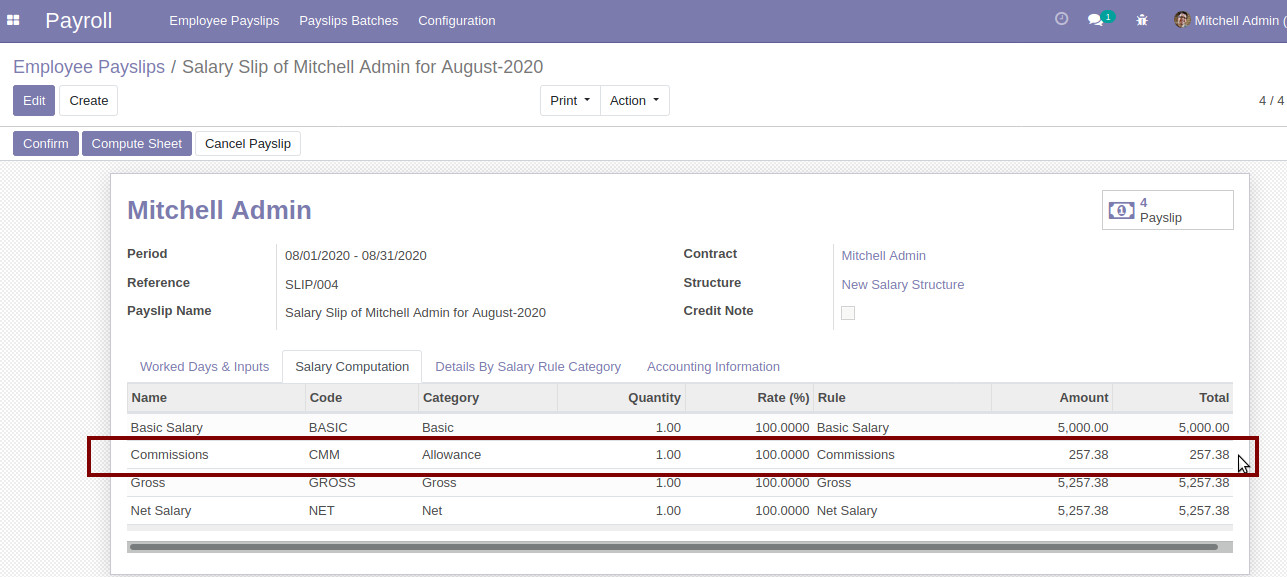 Payroll Employee Payslips Payslips Batches Configuration 1 Mitchell Admin (
Employee Payslips / Salary Slip of Mitchell Admin for August-2020
Edit Create Print Action 4 / 4
Confirm Compute Sheet Cancel Payslip
Mitchell Admin
1 4
Payslip
Period 08/01/2020 - 08/31/2020 Contract Mitchell Admin
Reference SLIP/004 Structure New Salary Structure
Payslip Name Salary Slip of Mitchell Admin for August-2020 Credit Note
Worked Days & Inputs Salary Computation Details By Salary Rule Category Accounting Information
Name Code Category Quantity Rate (%) Rule Amount Total
Basic Salary BASIC Basic 1.00 100.0000 Basic Salary 5,000.00 5,000.00
Commissions CMM Allowance 1.00 100.0000 Commissions 257.38 257.38
Gross GROSS Gross 1.00 100.0000 Gross 5,257.38 5,257.38
Net Salary NET Net 1.00 100.0000 Net Salary 5,257.38 5,257.38